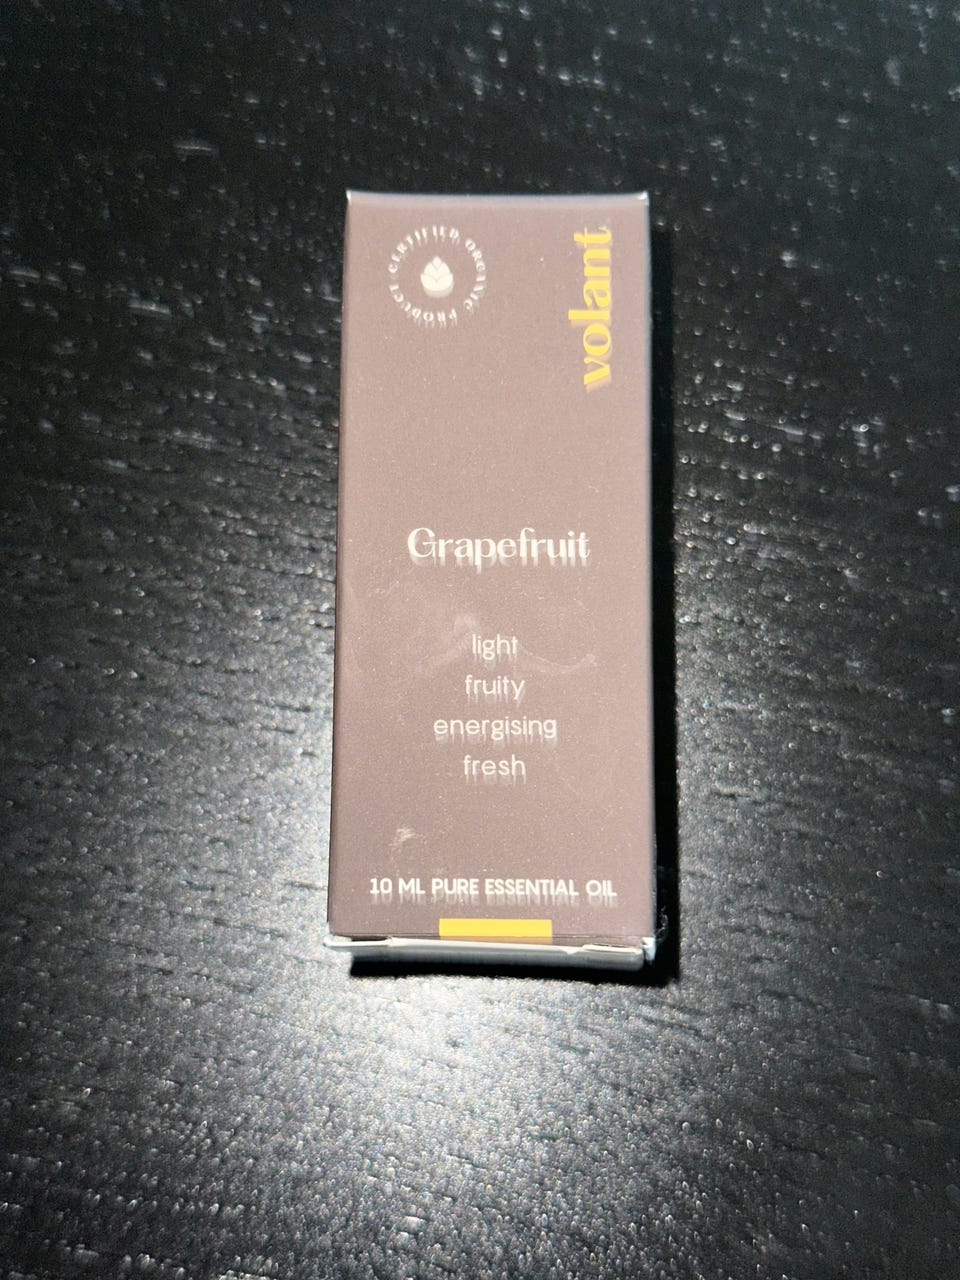 CERTIFIED ORGANIC PRODUCT
volant
Grapefruit
light
fruity
energising
fresh
10 ML PURE ESSENTIAL OIL